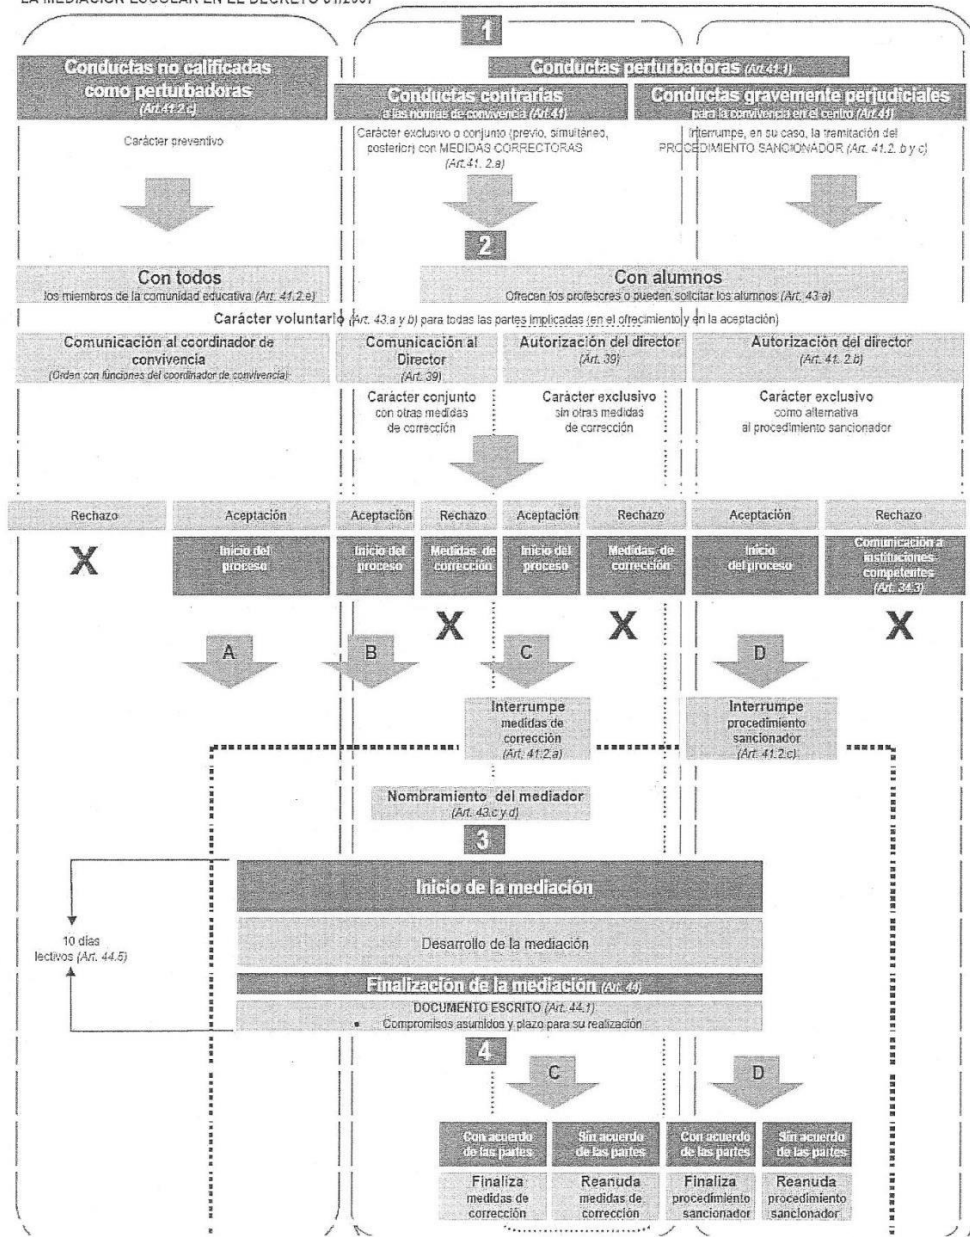 LA MEDIACIÓN ESCOLAR EN EL DECRETO 51/2007
1
Conductas no calificadas
como perturbadoras
(Art.41.2.c)
Conductas perturbadoras (Art.41.1)
Conductas contrarias
a las normas de convivencia (Art.41)
Conductas gravemente perjudiciales
para la convivencia en el centro (Art.41)
Carácter preventivo
Carácter exclusivo o conjunto (previo, simultáneo,
posterior) con MEDIDAS CORRECTORAS
(Art.41. 2.a)
Interrumpe, en su caso, la tramitación del
PROCEDIMIENTO SANCIONADOR (Art. 41.2. b y c)
2
Con todos
los miembros de la comunidad educativa (Art. 41.2.e)
Con alumnos
Ofrecen los profesores o pueden solicitar los alumnos (Art. 43 a)
Carácter voluntario (Art. 43.a y b) para todas las partes implicadas (en el ofrecimiento y en la aceptación)
Comunicación al coordinador de
convivencia
(Orden con funciones del coordinador de convivencia)
Comunicación al
Director
(Art. 39)
Autorización del director
(Art. 39)
Autorización del director
(Art. 41. 2.b)
Carácter conjunto
con otras medidas
de corrección
Carácter exclusivo
sin otras medidas
de corrección
Carácter exclusivo
como alternativa
al procedimiento sancionador
Rechazo
Aceptación
Aceptación
Rechazo
Aceptación
Rechazo
Aceptación
Rechazo
X
Inicio del
proceso
Inicio del
proceso
Medidas de
corrección
Inicio del
proceso
Medidas de
corrección
Inicio
del proceso
Comunicación a
instituciones
competentes
(Art. 34.3)
X
X
X
A
B
C
D
Interrumpe
medidas de
corrección
(Art. 41.2.a)
Interrumpe
procedimiento
sancionador
(Art. 41.2.c)
Nombramiento del mediador
(Art. 43.c y d)
3
Inicio de la mediación
10 días
lectivos (Art. 44.5)
Desarrollo de la mediación
Finalización de la mediación (Art. 44)
DOCUMENTO ESCRITO (Art. 44.1)
• Compromisos asumidos y plazo para su realización
4
C
D
Con acuerdo
de las partes
Sin acuerdo
de las partes
Con acuerdo
de las partes
Sin acuerdo
de las partes
Finaliza
medidas de
corrección
Reanuda
medidas de
corrección
Finaliza
procedimiento
sancionador
Reanuda
procedimiento
sancionador